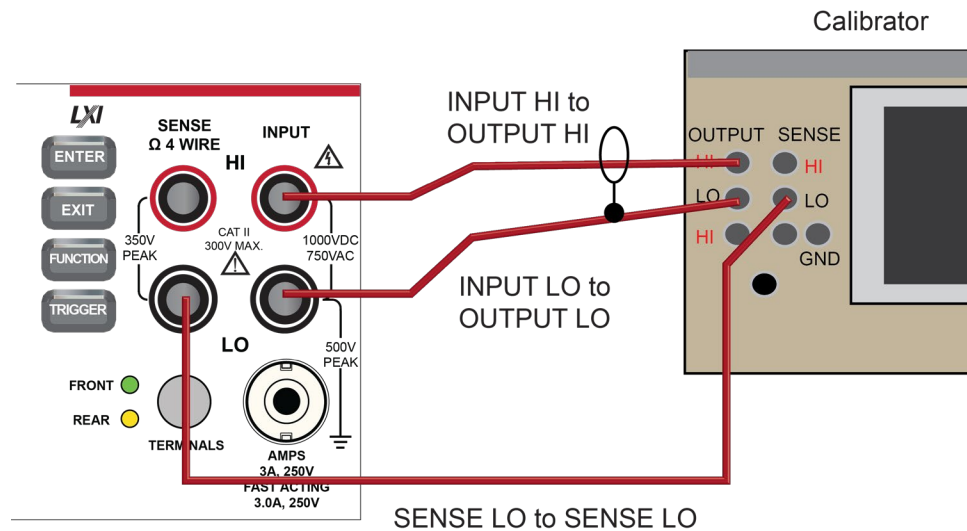 Calibrator
LXI
ENTER
EXIT
FUNCTION
TRIGGER
SENSE
Ω 4 WIRE
INPUT
HI
350V
PEAK
CAT II
300V MAX.
1000VDC
750VAC
LO
500V
PEAK
FRONT
REAR
TERMINALS
AMPS
3A, 250V
FAST ACTING
3.0A, 250V
INPUT HI to
OUTPUT HI
INPUT LO to
OUTPUT LO
OUTPUT SENSE
HI HI
LO LO
HI
GND
SENSE LO to SENSE LO